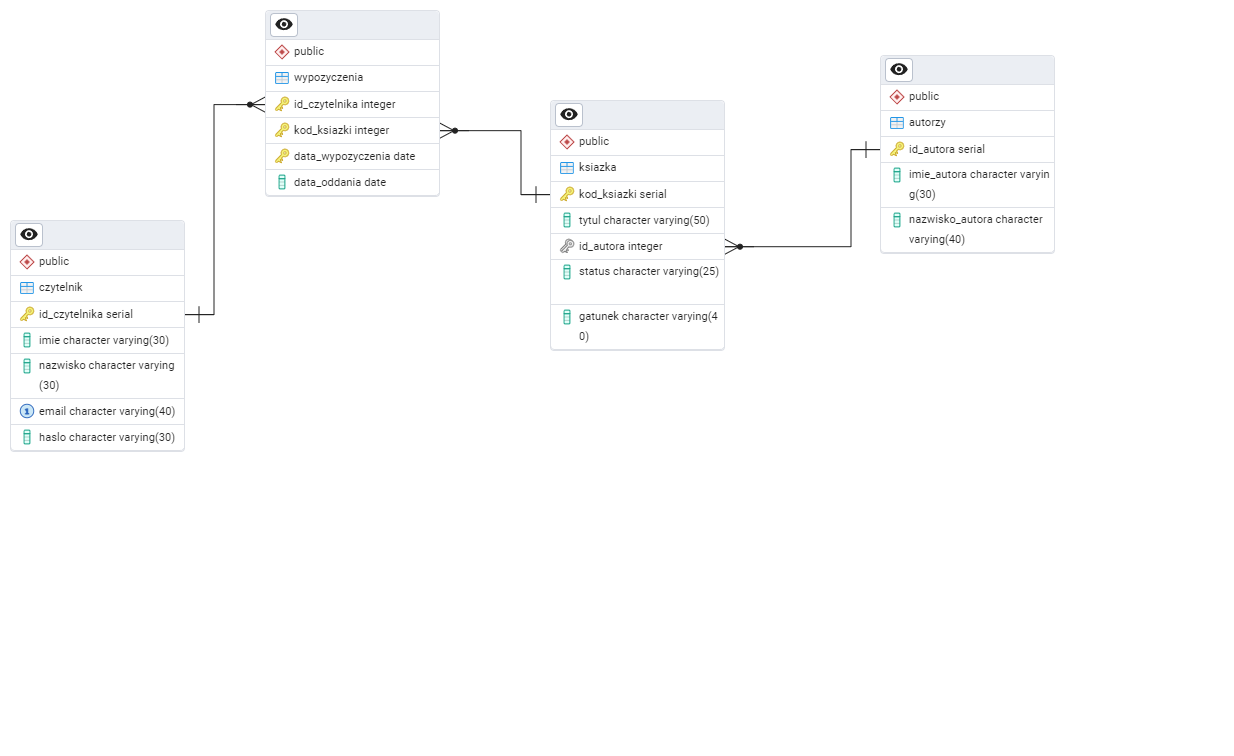 public
wypozyczenia
id_czytelnika integer
kod_ksiazki integer
data_wypozyczenia date
data_oddania date
public
czytelnik
id_czytelnika serial
imie character varying(30)
nazwisko character varying
(30)
1 email character varying(40)
haslo character varying(30)
public
ksiazka
kod_ksiazki serial
tytul character varying(50)
id_autora integer
status character varying(25)
gatunek character varying(4
0)
public
autorzy
id_autora serial
imie_autora character varyin
g(30)
nazwisko_autora character
varying(40)